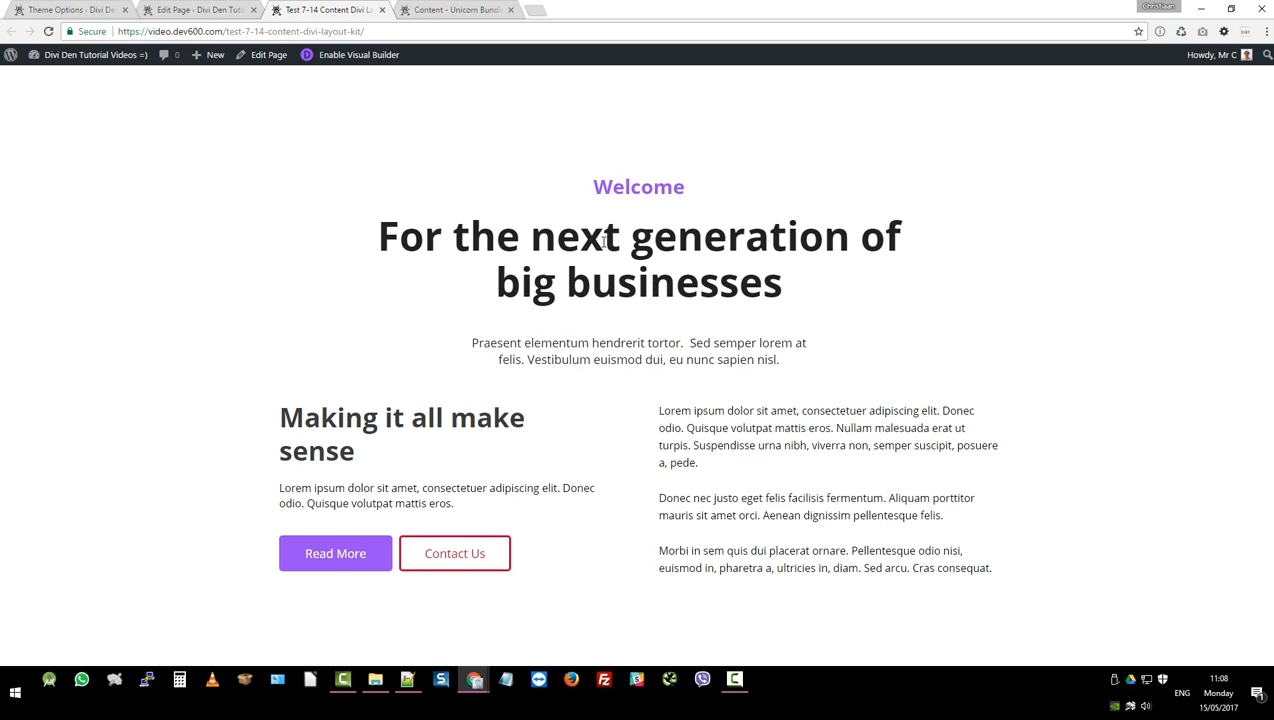 Christiaan
Theme Options ‹ Divi De
Edit Page ‹ Divi Den Tuto
Test 7-14 Content Divi La
Content - Unicorn Bundl
Secure
https://video.dev600.com/test-7-14-content-divi-layout-kit/
Divi Den Tutorial Videos =)
0
New
Edit Page
D Enable Visual Builder
Howdy, Mr C
Welcome
For the next generation of
big businesses
Praesent elementum hendrerit tortor. Sed semper lorem at
felis. Vestibulum euismod dui, eu nunc sapien nisl.
Making it all make
sense
Lorem ipsum dolor sit amet, consectetuer adipiscing elit. Donec
odio. Quisque volutpat mattis eros.
Read More
Contact Us
Lorem ipsum dolor sit amet, consectetuer adipiscing elit. Donec
odio. Quisque volutpat mattis eros. Nullam malesuada erat ut
turpis. Suspendisse urna nibh, viverra non, semper suscipit, posuere
a, pede.
Donec nec justo eget felis facilisis fermentum. Aliquam porttitor
mauris sit amet orci. Aenean dignissim pellentesque felis.
Morbi in sem quis dui placerat ornare. Pellentesque odio nisi,
euismod in, pharetra a, ultricies in, diam. Sed arcu. Cras consequat.
ENG
11:08
Monday
15/05/2017